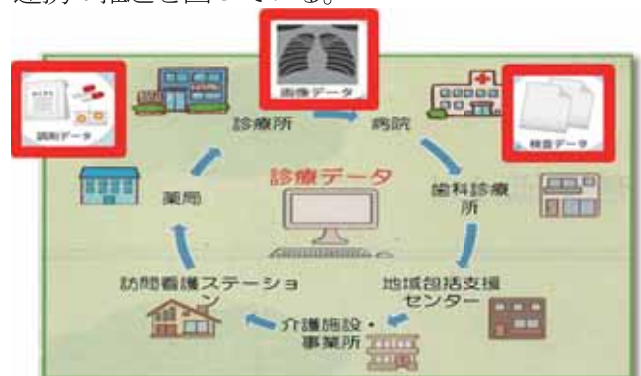 連携の推進を図っている。
画像データ
調剤データ
検査データ
診療所
病院
診療データ
薬局
歯科診療
所
訪問看護ステーショ
ン
地域包括支援
センター
介護施設・
事業所